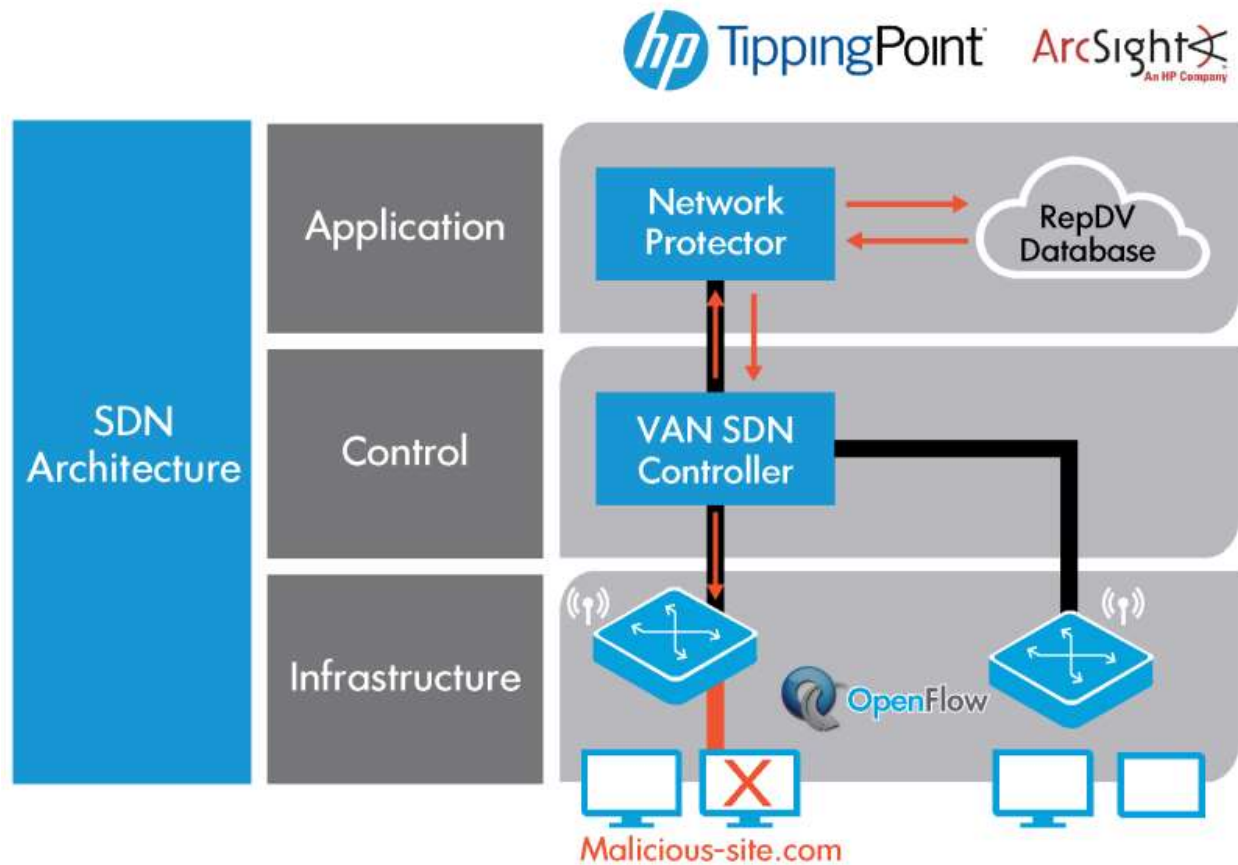 hp TippingPoint
ArcSight
An HP Company
SDN
Architecture
Application
Network
Protector
RepDV
Database
Control
VAN SDN
Controller
Infrastructure
OpenFlow
X
Malicious-site.com